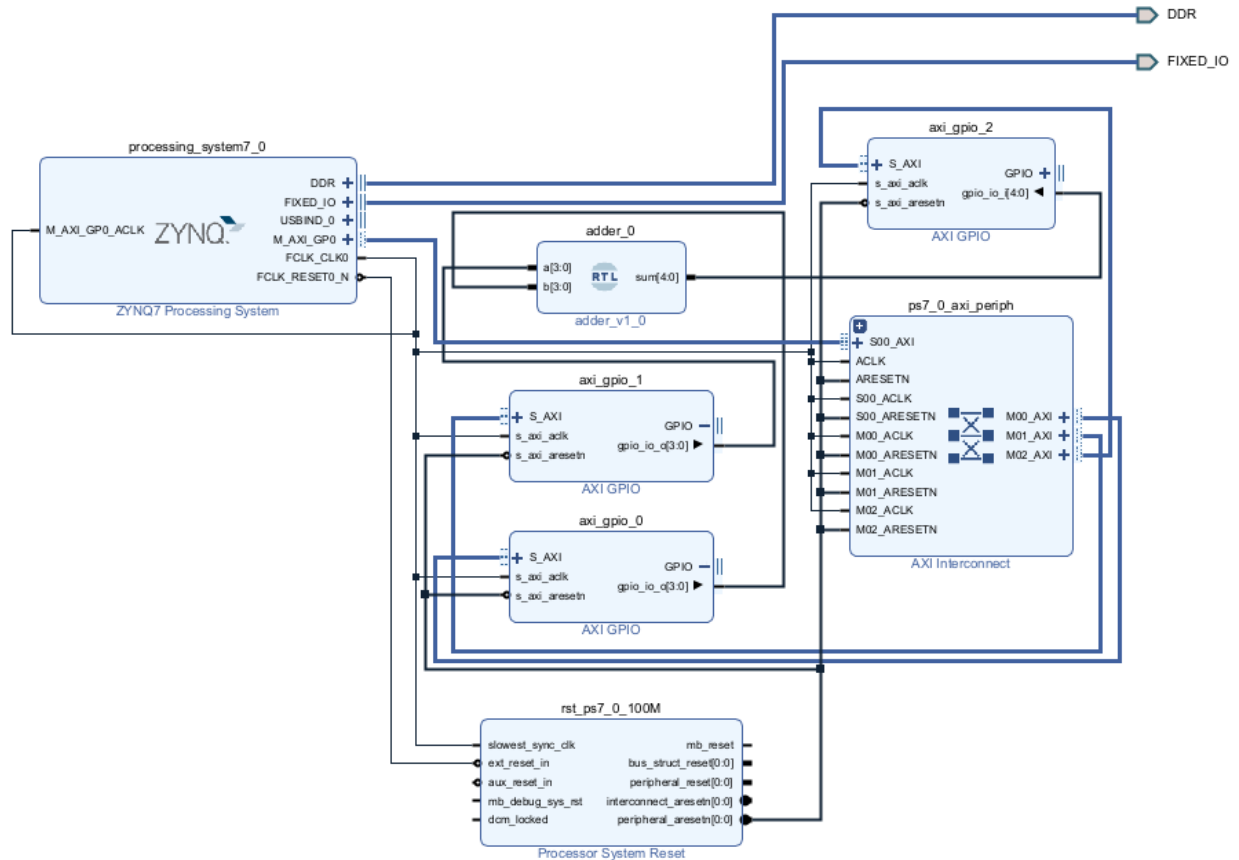 DDR
FIXED_IO
processing_system7_0
DDR
FIXED_IO
USBIND_0
M_AXI_GP0_ACLK
ZYNQ
M_AXI_GP0
FCLK_CLK0
FCLK_RESET0_N
ZYNQ7 Processing System
axi_gpio_2
S_AXI
GPIO
s_axi_aclk
gpio_io_i[4:0]
s_axi_aresetn
AXI GPIO
adder_0
a[3:0]
RTL
sum[4:0]
b[3:0]
adder_v1_0
ps7_0_axi_periph
S00_AXI
ACLK
ARESETN
S00_ACLK
S00_ARESETN
M00_AXI
M00_ACLK
M01_AXI
M00_ARESETN
M02_AXI
M01_ACLK
M01_ARESETN
M02_ACLK
M02_ARESETN
AXI Interconnect
axi_gpio_1
S_AXI
GPIO
s_axi_aclk
gpio_io_o[3:0]
s_axi_aresetn
AXI GPIO
axi_gpio_0
S_AXI
GPIO
s_axi_aclk
gpio_io_o[3:0]
s_axi_aresetn
AXI GPIO
rst_ps7_0_100M
slowest_sync_clk
mb_reset
ext_reset_in
bus_struct_reset[0:0]
aux_reset_in
peripheral_reset[0:0]
mb_debug_sys_rst
interconnect_aresetn[0:0]
dcm_locked
peripheral_aresetn[0:0]
Processor System Reset